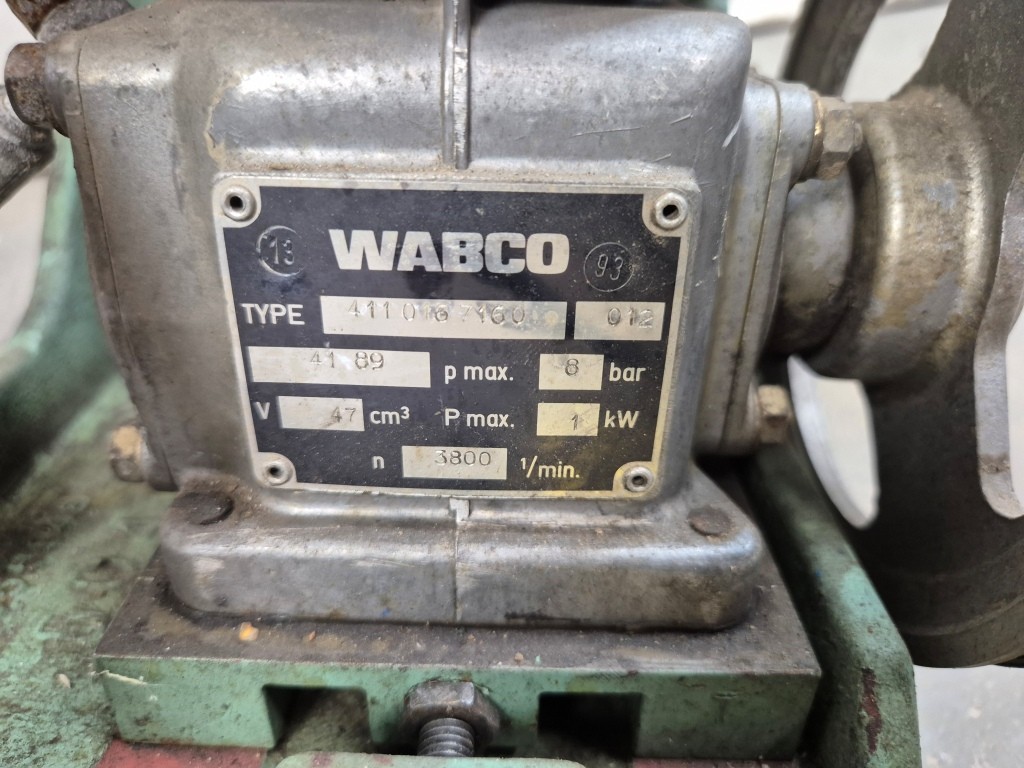 13 WABCO 93
TYPE 411 016 7160 012
41 89 p max. 8 bar
V 47 cm³ P max. 1 kW
n 3800 1/min.